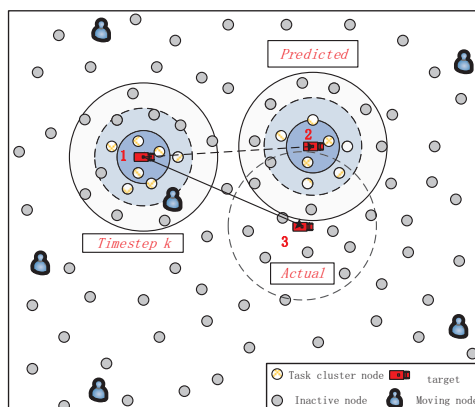 Predicted
1
2
Timestep k
3
Actual
Task cluster node
target
Inactive node
Moving node